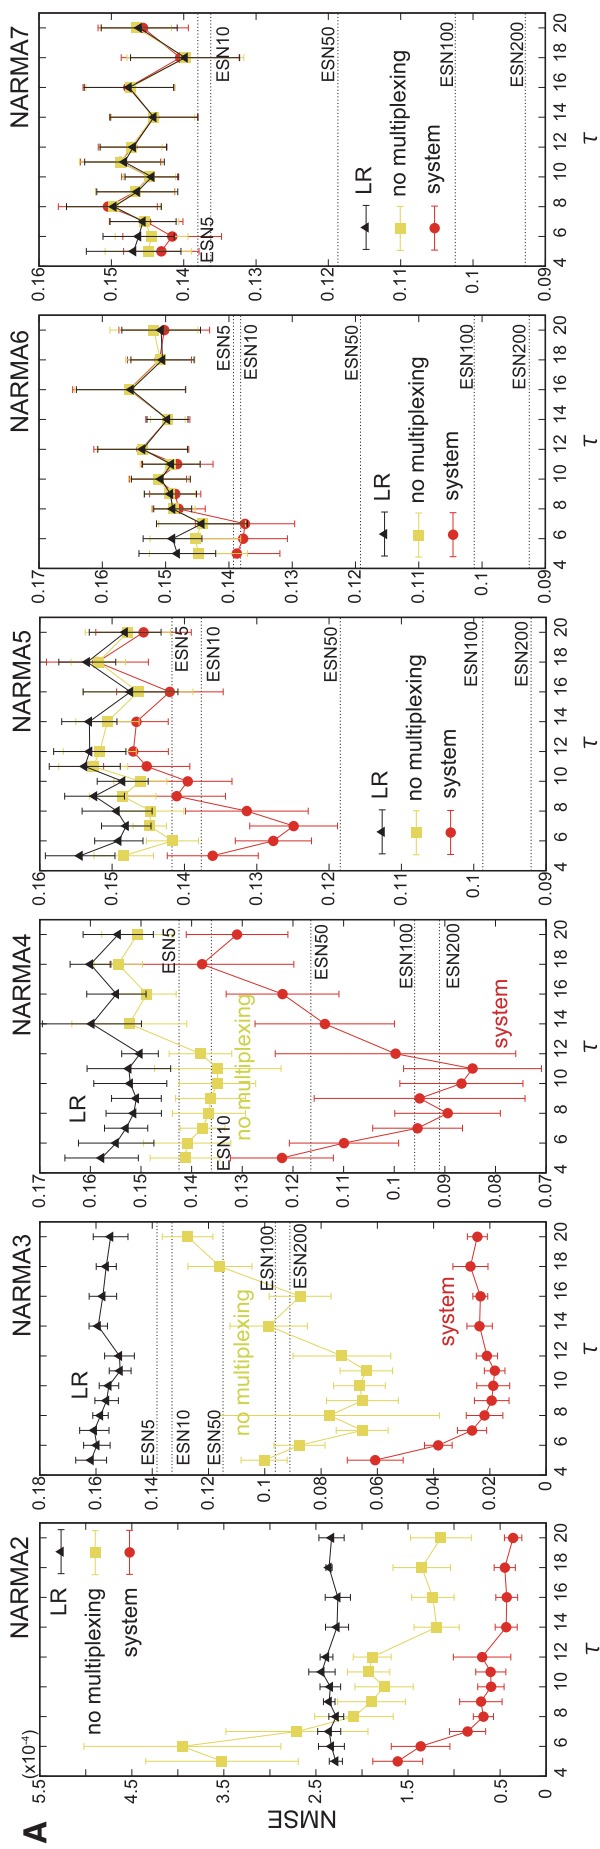 A
(x10-4)
NARMA2
5.5
4.5
3.5
2.5
1.5
0.5
0
NMSE
LR
no multiplexing
system
4 6 8 10 12 14 16 18 20
τ
NARMA3
0.18
0.16
0.14
0.12
0.1
0.08
0.06
0.04
0.02
0
LR
ESN5
ESN10
ESN50
no multiplexing
ESN100
ESN200
system
4 6 8 10 12 14 16 18 20
τ
NARMA4
0.17
0.16
0.15
0.14
0.13
0.12
0.11
0.1
0.09
0.08
0.07
LR
ESN5
ESN10
no multiplexing
ESN50
ESN100
ESN200
system
4 6 8 10 12 14 16 18 20
τ
NARMA5
0.16
0.15
0.14
0.13
0.12
0.11
0.1
0.09
ESN5
ESN10
ESN50
ESN100
ESN200
LR
no multiplexing
system
4 6 8 10 12 14 16 18 20
τ
NARMA6
0.17
0.16
0.15
0.14
0.13
0.12
0.11
0.1
0.09
ESN5
ESN10
ESN50
ESN100
ESN200
LR
no multiplexing
system
4 6 8 10 12 14 16 18 20
τ
NARMA7
0.16
0.15
0.14
0.13
0.12
0.11
0.1
0.09
ESN5
ESN10
ESN50
ESN100
ESN200
LR
no multiplexing
system
4 6 8 10 12 14 16 18 20
τ